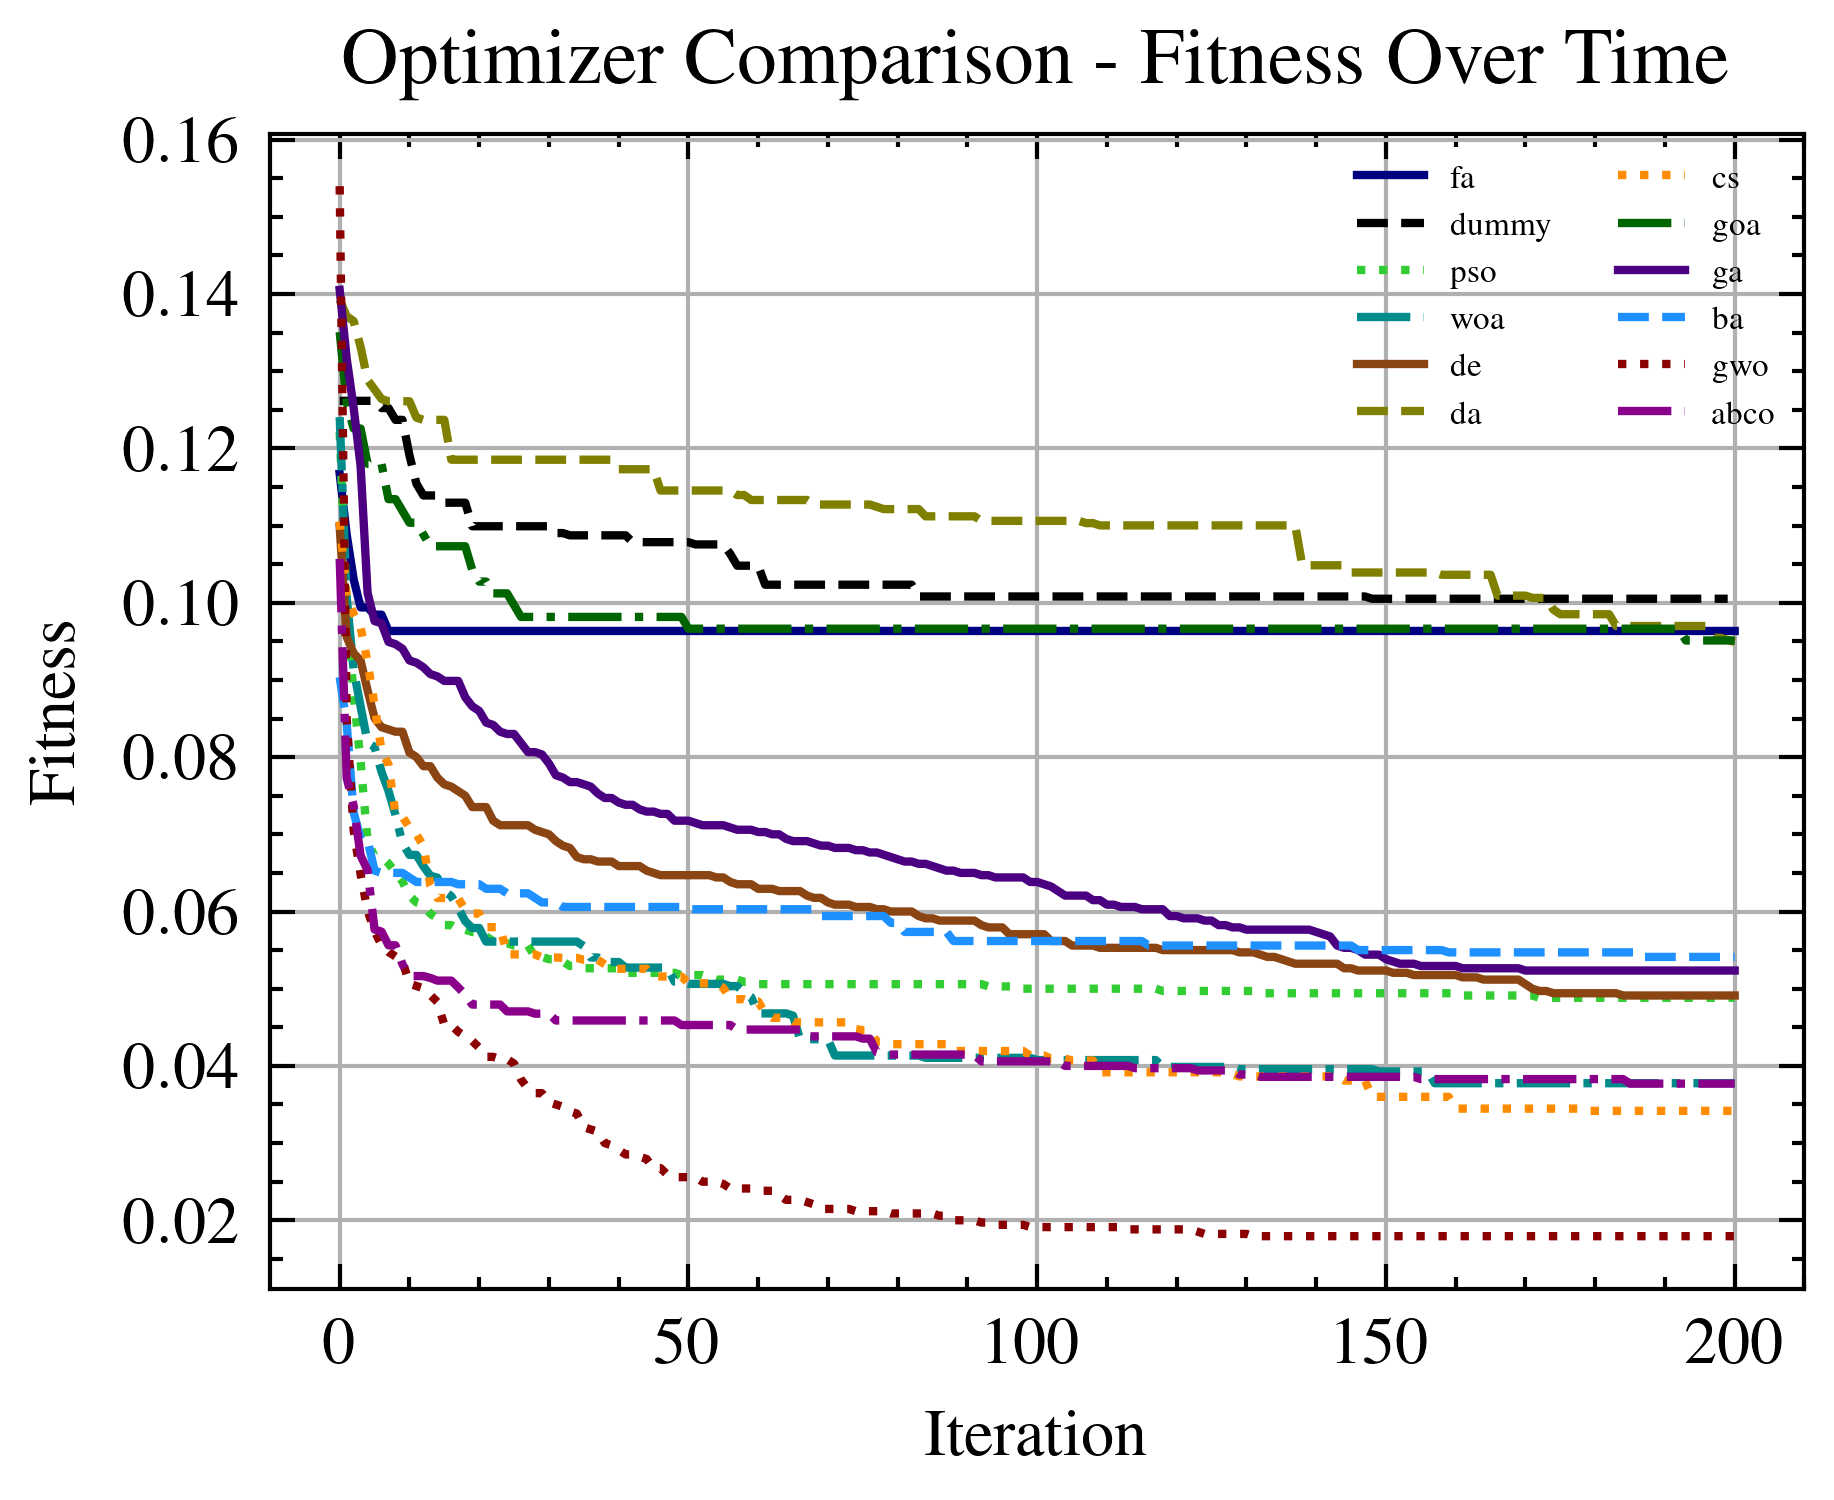 Optimizer Comparison - Fitness Over Time
0.16
0.14
0.12
0.10
0.08
0.06
0.04
0.02
Fitness
fa
dummy
pso
woa
de
da
cs
goa
ga
ba
gwo
abco
0 50 100 150 200
Iteration